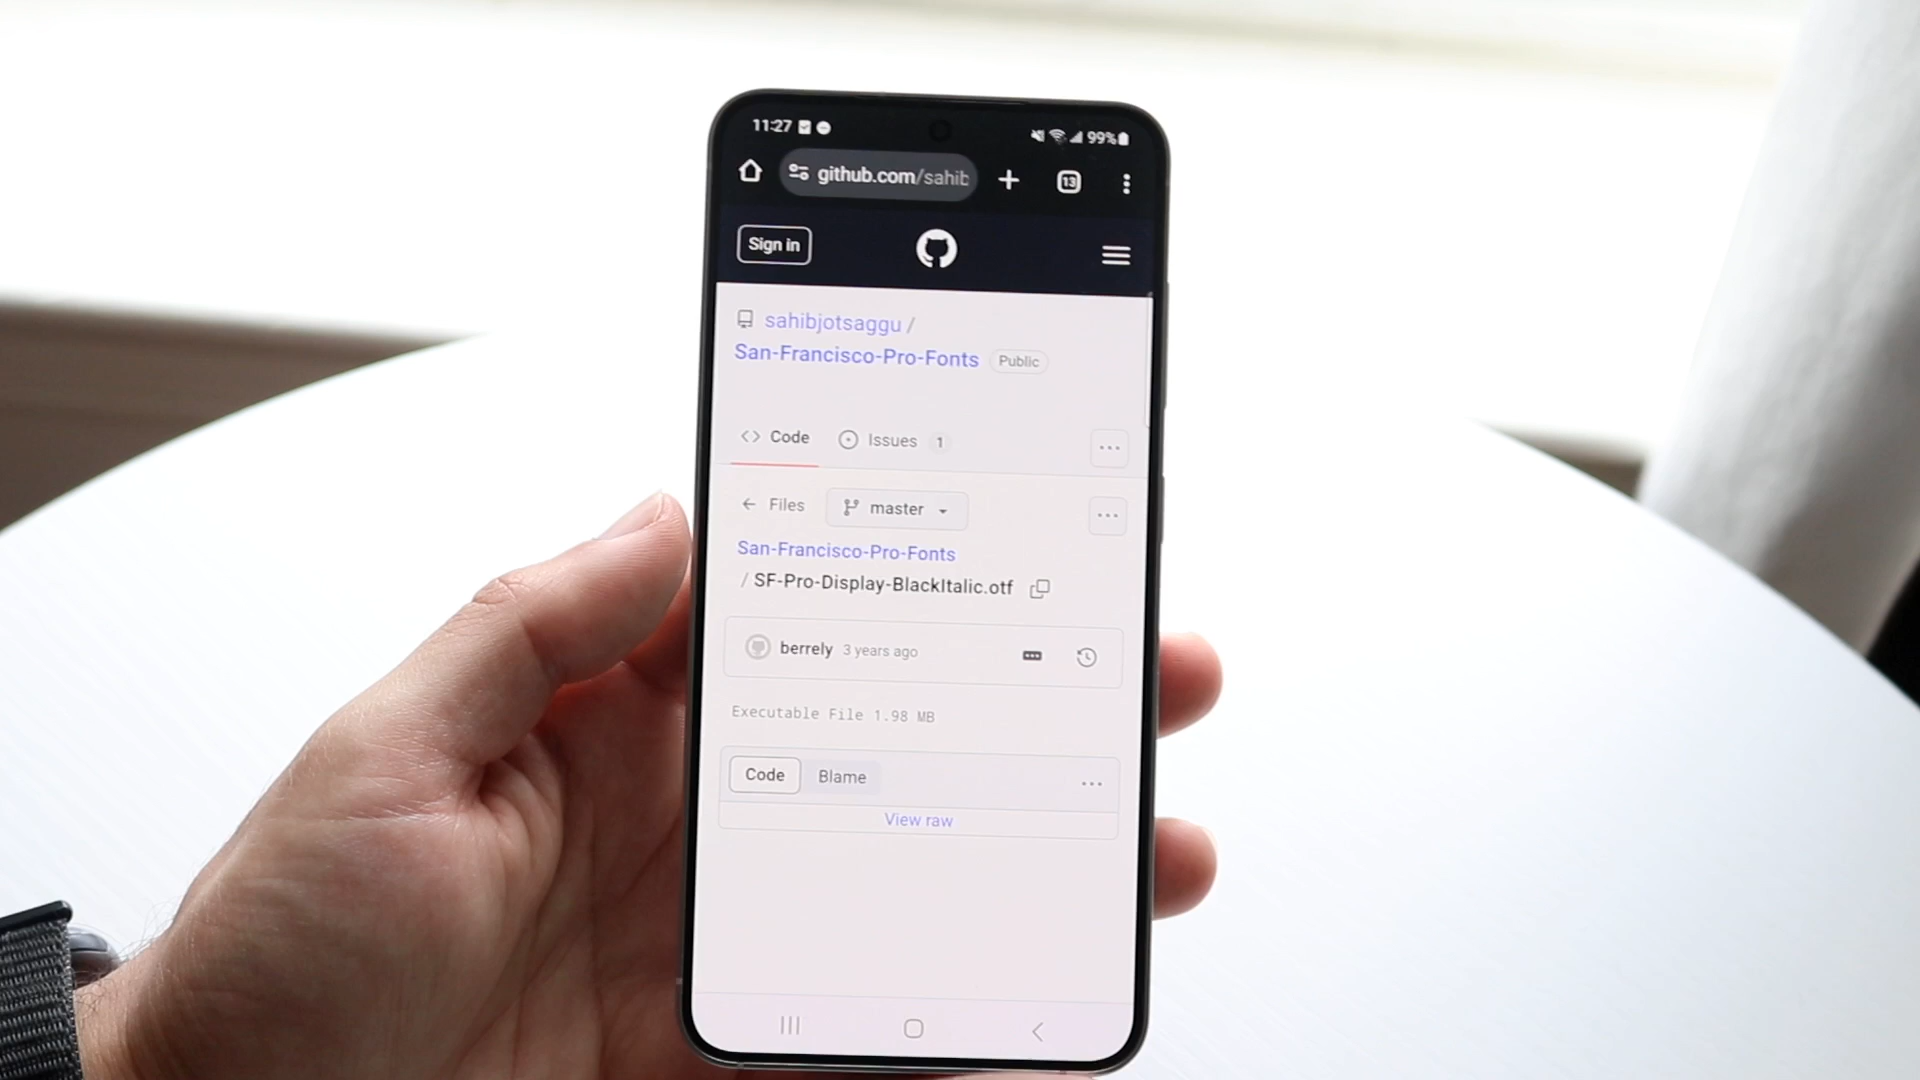 11:27 99%
github.com/sahib 13
Sign in
sahibjotsaggu /
San-Francisco-Pro-Fonts Public
Code Issues 1
Files master
San-Francisco-Pro-Fonts
/ SF-Pro-Display-BlackItalic.otf
berrely 3 years ago
Executable File 1.98 MB
Code Blame
View raw